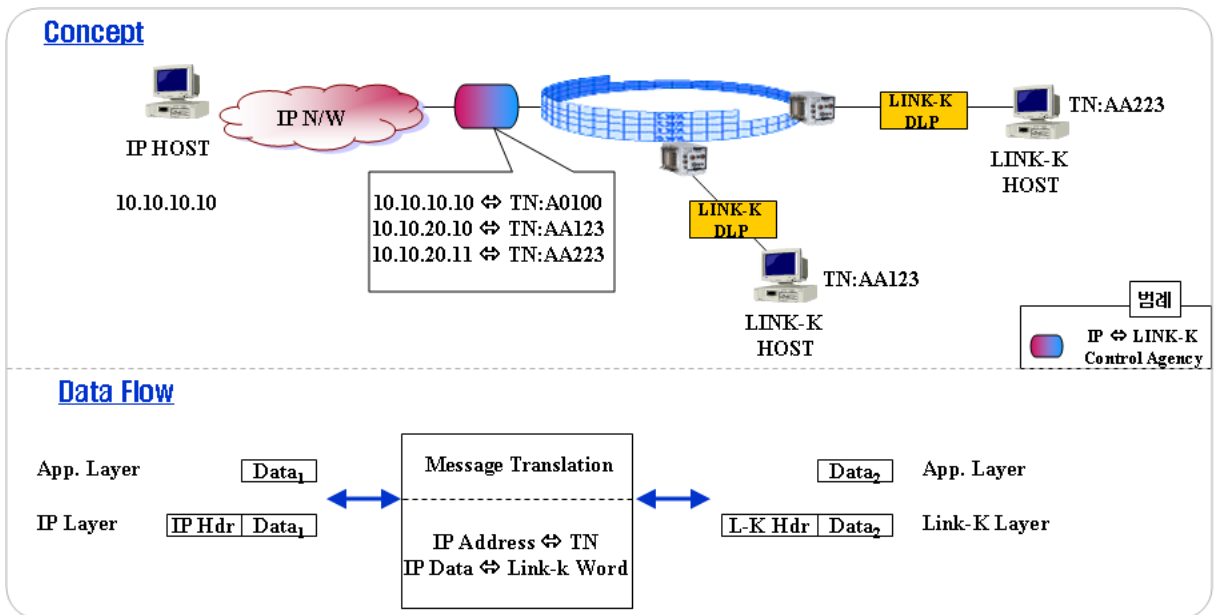 Concept
IP HOST
10.10.10.10
IP N/W
10.10.10.10 ⇔ TN:A0100
10.10.20.10 ⇔ TN:AA123
10.10.20.11 ⇔ TN:AA223
LINK-K
DLP
TN:AA223
LINK-K
HOST
LINK-K
DLP
TN:AA123
LINK-K
HOST
범례
IP ⇔ LINK-K
Control Agency
Data Flow
App. Layer
Data1
Message Translation
Data2
App. Layer
IP Layer
IP Hdr Data1
IP Address ⇔ TN
IP Data ⇔ Link-k Word
L-K Hdr Data2
Link-K Layer